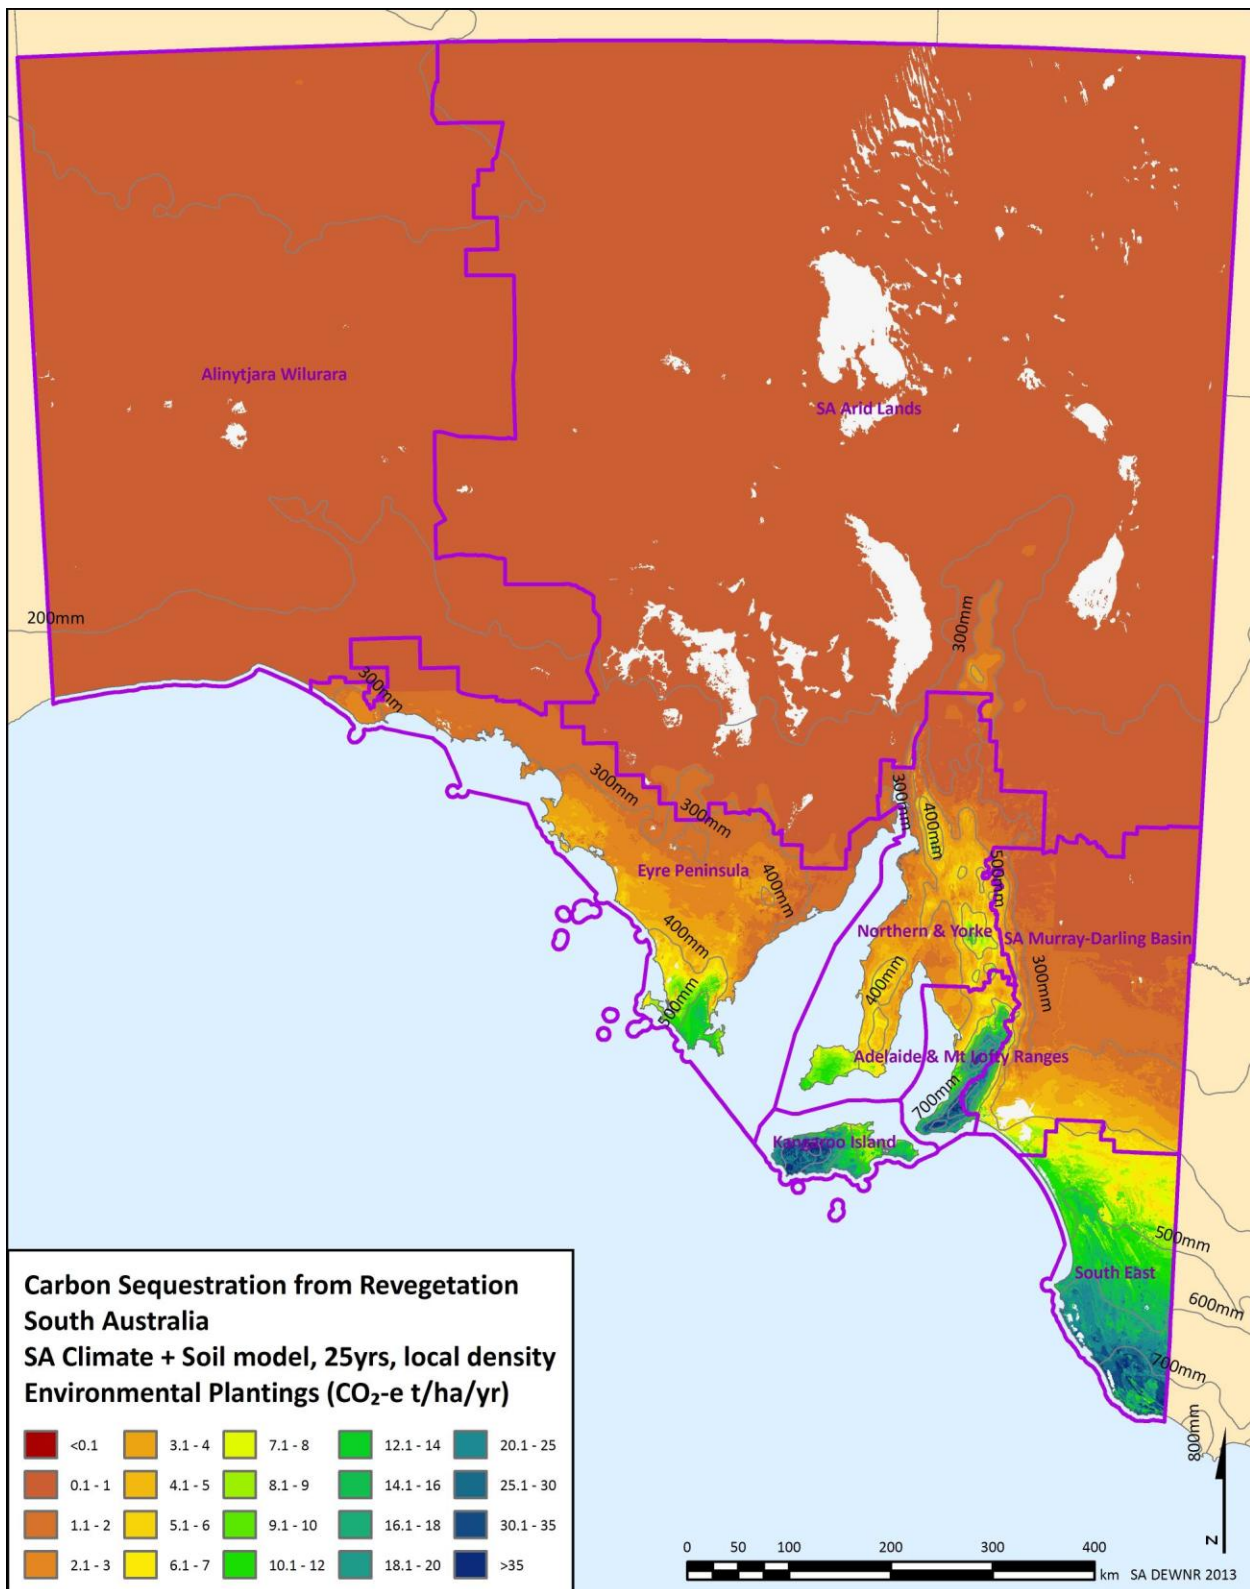 Alinytjara Wilurara
SA Arid Lands
200mm
300mm
300mm
300mm
300mm
300mm
400mm
500mm
Eyre Peninsula
400mm
Northern & Yorke
SA Murray-Darling Basin
400mm
400mm
300mm
500mm
Adelaide & Mt Lofty Ranges
700mm
Kangaroo Island
500mm
South East
600mm
700mm
800mm
Carbon Sequestration from Revegetation
South Australia
SA Climate + Soil model, 25yrs, local density
Environmental Plantings (CO₂-e t/ha/yr)
<0.1 3.1 - 4 7.1 - 8 12.1 - 14 20.1 - 25
0.1 - 1 4.1 - 5 8.1 - 9 14.1 - 16 25.1 - 30
1.1 - 2 5.1 - 6 9.1 - 10 16.1 - 18 30.1 - 35
2.1 - 3 6.1 - 7 10.1 - 12 18.1 - 20 >35
0 50 100 200 300 400
km SA DEWNR 2013
N